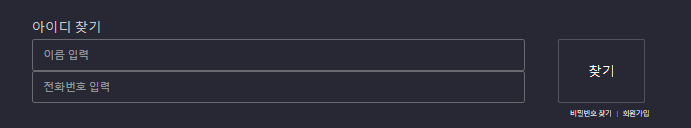 아이디 찾기
이름 입력
전화번호 입력
찾기
비밀번호 찾기 | 회원가입